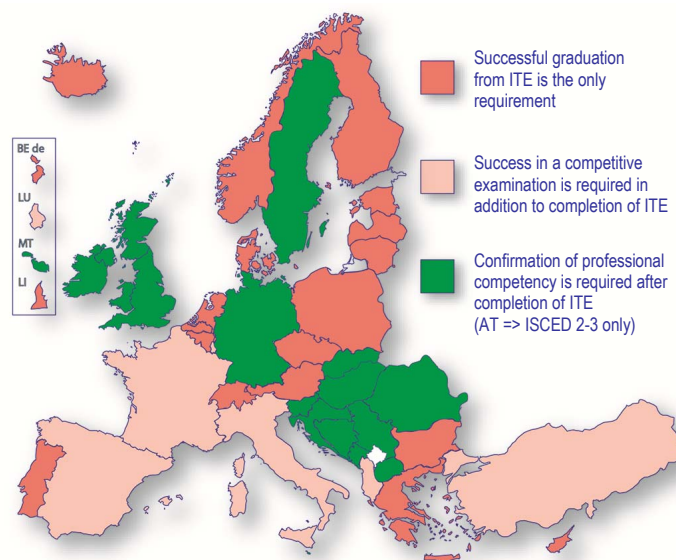 Successful graduation
from ITE is the only
requirement
BE de
LU
MT
LI
Success in a competitive
examination is required in
addition to completion of ITE
Confirmation of professional
competency is required after
completion of ITE
(AT => ISCED 2-3 only)